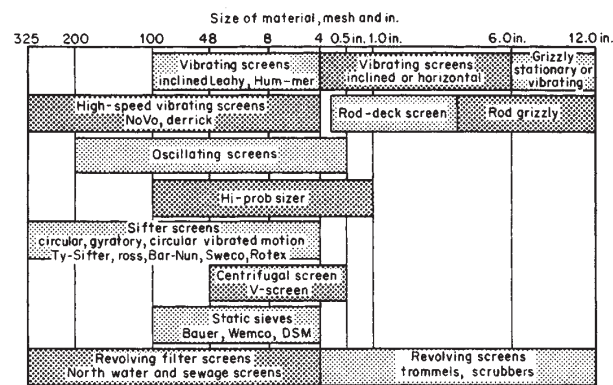 Size of material, mesh and in.
325 200 100 48 8 4 0.5 in. 1.0 in. 6.0 in. 12.0 in.
Vibrating screens
inclined Leahy, Hum-mer
Vibrating screens
inclined or horizontal
Grizzly
stationary or
vibrating
High-speed vibrating screens
NoVo, derrick
Rod-deck screen
Rod grizzly
Oscillating screens
Hi-prob sizer
Sifter screens
circular, gyratory, circular vibrated motion
Ty-Sifter, ross, Bar-Nun, Sweco, Rotex
Centrifugal screen
V-screen
Static sieves
Bauer, Wemco, DSM
Revolving filter screens
North water and sewage screens
Revolving screens
trommels, scrubbers